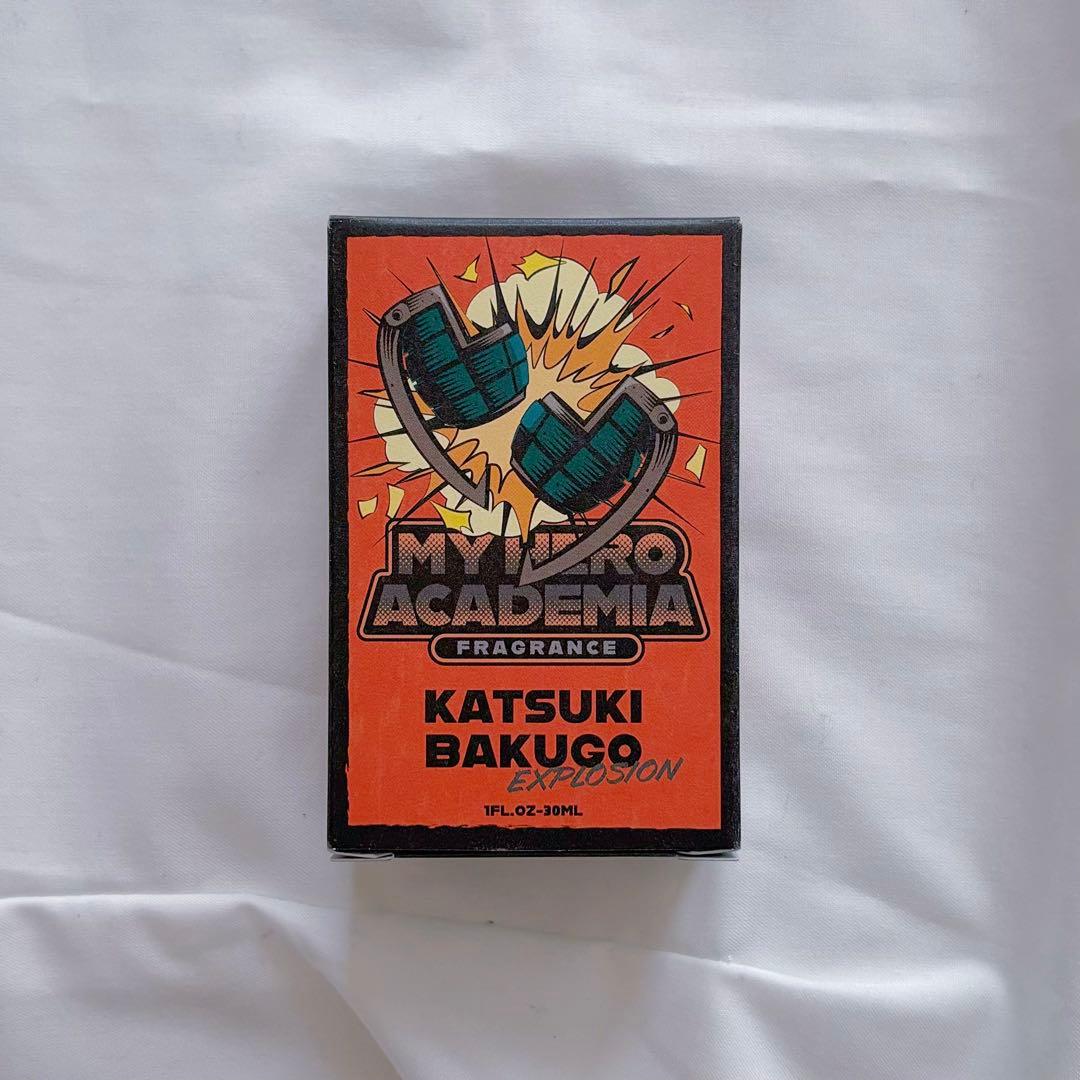 MY HERO
ACADEMIA
FRAGRANCE
KATSUKI
BAKUGO
EXPLOSION
1FL.OZ-30ML